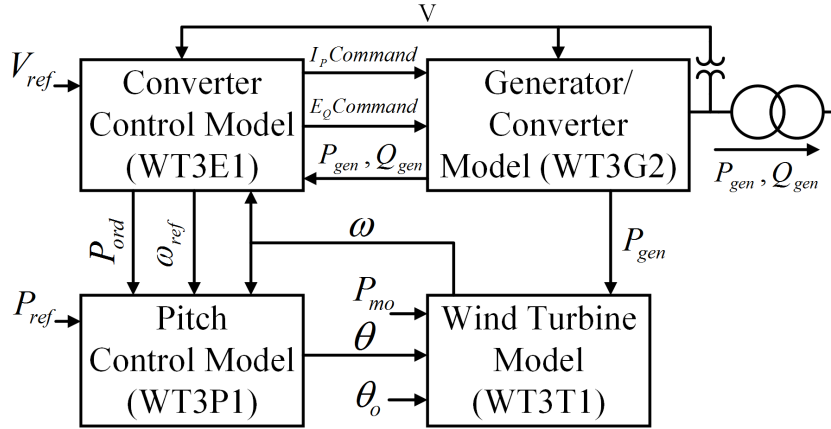 V
V_ref
Converter
Control Model
(WT3E1)
I_P Command
E_Q Command
P_gen , Q_gen
Generator/
Converter
Model (WT3G2)
P_gen , Q_gen
P_ord
ω_ref
ω
P_gen
P_ref
Pitch
Control Model
(WT3P1)
P_mo
θ
θ_o
Wind Turbine
Model
(WT3T1)